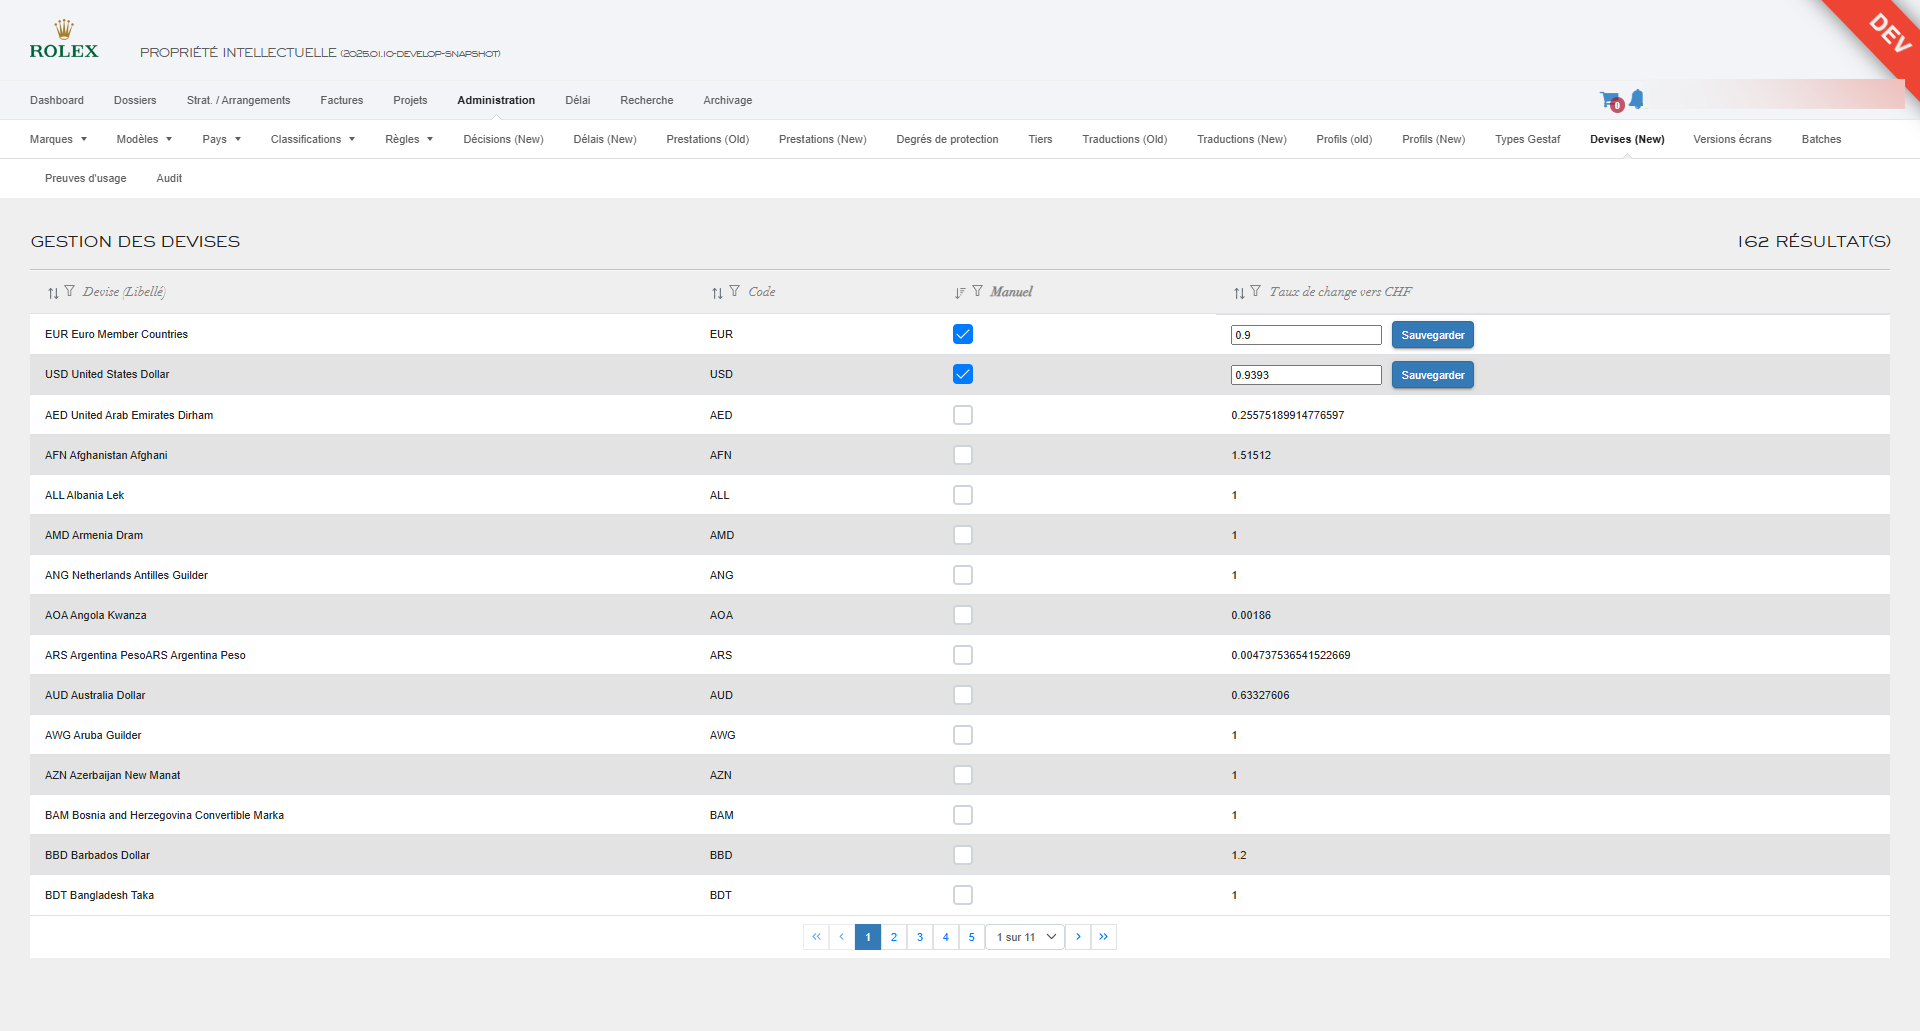 ROLEX
PROPRIÉTÉ INTELLECTUELLE (2025.01.10-DEVELOP-SNAPSHOT)
DEV
Dashboard Dossiers Strat. / Arrangements Factures Projets Administration Délai Recherche Archivage 0
Marques Modèles Pays Classifications Règles Décisions (New) Délais (New) Prestations (Old) Prestations (New) Degrés de protection Tiers Traductions (Old) Traductions (New) Profils (old) Profils (New) Types Gestaf Devises (New) Versions écrans Batches
Preuves d'usage Audit
GESTION DES DEVISES 162 RÉSULTAT(S)
Devise (Libellé) Code Manuel Taux de change vers CHF
EUR Euro Member Countries EUR 0.9 Sauvegarder
USD United States Dollar USD 0.9393 Sauvegarder
AED United Arab Emirates Dirham AED 0.25575189914776597
AFN Afghanistan Afghani AFN 1.51512
ALL Albania Lek ALL 1
AMD Armenia Dram AMD 1
ANG Netherlands Antilles Guilder ANG 1
AOA Angola Kwanza AOA 0.00186
ARS Argentina PesoARS Argentina Peso ARS 0.004737536541522669
AUD Australia Dollar AUD 0.63327606
AWG Aruba Guilder AWG 1
AZN Azerbaijan New Manat AZN 1
BAM Bosnia and Herzegovina Convertible Marka BAM 1
BBD Barbados Dollar BBD 1.2
BDT Bangladesh Taka BDT 1
« ‹ 1 2 3 4 5 1 sur 11 › »